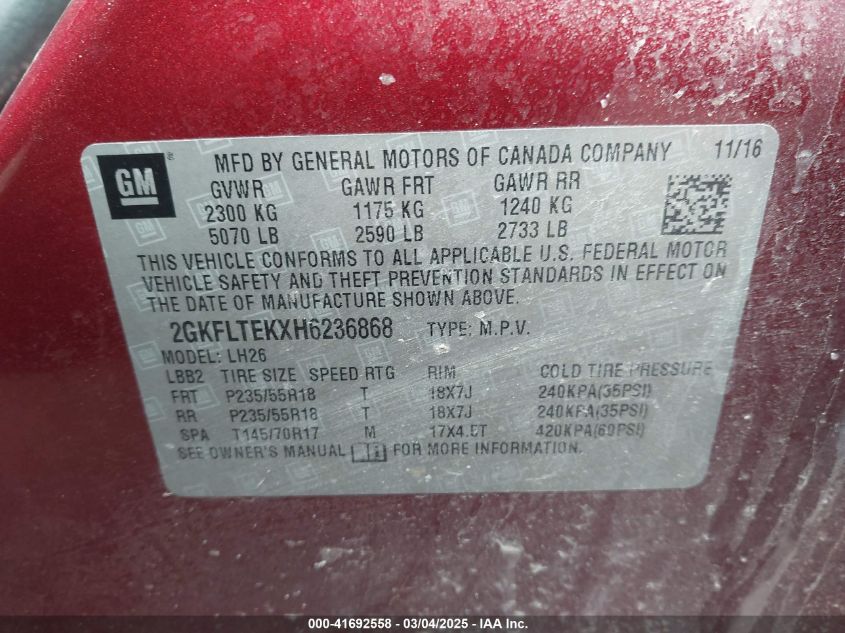 GM ®
MFD BY GENERAL MOTORS OF CANADA COMPANY 11/16
GVWR GAWR FRT GAWR RR
2300 KG 1175 KG 1240 KG
5070 LB 2590 LB 2733 LB
THIS VEHICLE CONFORMS TO ALL APPLICABLE U.S. FEDERAL MOTOR
VEHICLE SAFETY AND THEFT PREVENTION STANDARDS IN EFFECT ON
THE DATE OF MANUFACTURE SHOWN ABOVE.
2GKFLTEKXH6236868 TYPE: M.P.V.
MODEL: LH26
LBB2 TIRE SIZE SPEED RTG RIM COLD TIRE PRESSURE
FRT P235/55R18 T 18X7J 240KPA(35PSI)
RR P235/55R18 T 18X7J 240KPA(35PSI)
SPA T145/70R17 M 17X4.5T 420KPA(60PSI)
SEE OWNER'S MANUAL FOR MORE INFORMATION.
000-41692558 - 03/04/2025 - IAA Inc.